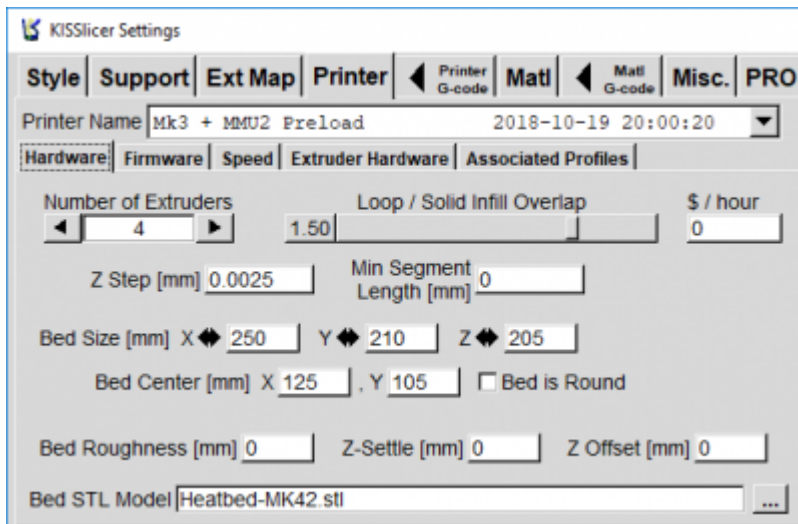 KISSlicer Settings
Style Support Ext Map Printer Printer G-code Matl Matl G-code Misc. PRO
Printer Name Mk3 + MMU2 Preload 2018-10-19 20:00:20
Hardware Firmware Speed Extruder Hardware Associated Profiles
Number of Extruders Loop / Solid Infill Overlap $ / hour
4 1.50 0
Z Step [mm] 0.0025 Min Segment Length [mm] 0
Bed Size [mm] X 250 Y 210 Z 205
Bed Center [mm] X 125 , Y 105 Bed is Round
Bed Roughness [mm] 0 Z-Settle [mm] 0 Z Offset [mm] 0
Bed STL Model Heatbed-MK42.stl ...